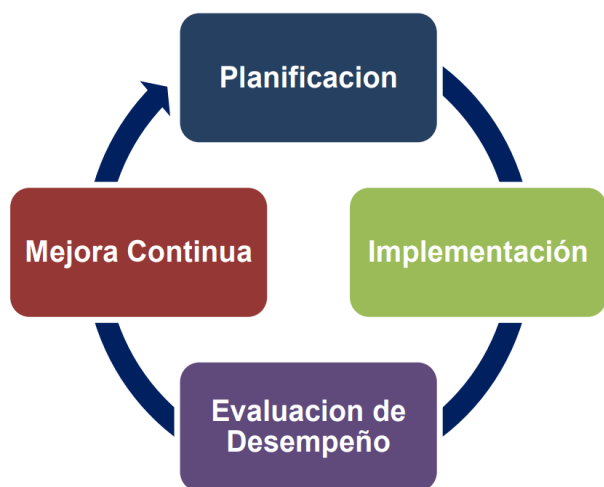 Planificacion
Mejora Continua
Implementación
Evaluacion de
Desempeño